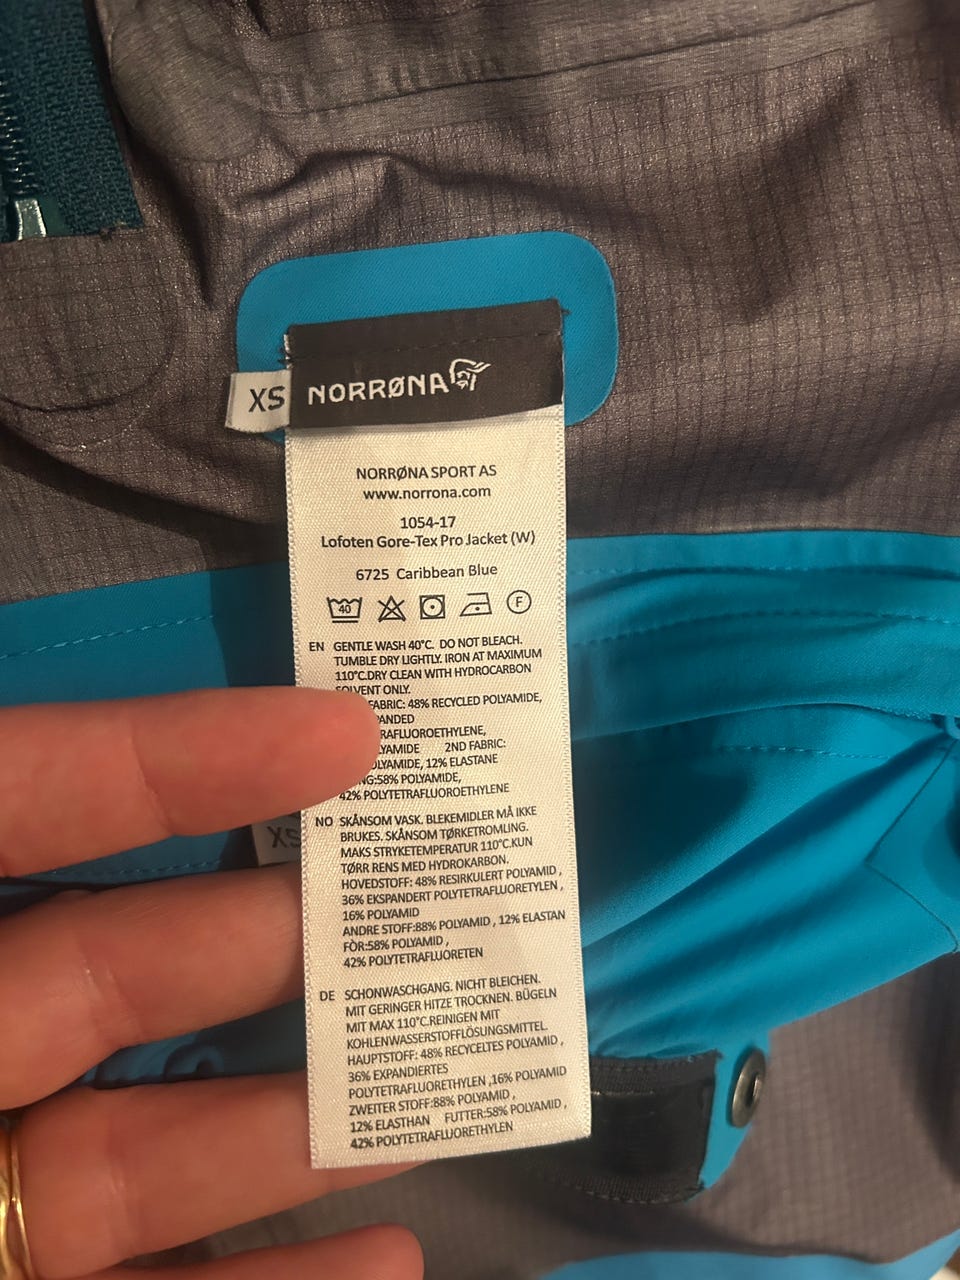 XS
NORRØNA
NORRØNA SPORT AS
www.norrona.com
1054-17
Lofoten Gore-Tex Pro Jacket (W)
6725 Caribbean Blue
40
F
EN GENTLE WASH 40°C. DO NOT BLEACH.
TUMBLE DRY LIGHTLY. IRON AT MAXIMUM
110°C.DRY CLEAN WITH HYDROCARBON
SOLVENT ONLY.
FABRIC: 48% RECYCLED POLYAMIDE,
2ND FABRIC:
12% ELASTANE
58% POLYAMIDE,
42% POLYTETRAFLUOROETHYLENE
NO SKÅNSOM VASK. BLEKEMIDLER MÅ IKKE
BRUKES. SKÅNSOM TØRKETROMLING.
MAKS STRYKETEMPERATUR 110°C.KUN
TØRR RENS MED HYDROKARBON.
HOVEDSTOFF: 48% RESIRKULERT POLYAMID ,
36% EKSPANDERT POLYTETRAFLUORETYLEN ,
16% POLYAMID
ANDRE STOFF:88% POLYAMID , 12% ELASTAN
FÒR:58% POLYAMID ,
42% POLYTETRAFLUORETEN
DE SCHONWASCHGANG. NICHT BLEICHEN.
MIT GERINGER HITZE TROCKNEN. BÜGELN
MIT MAX 110°C.REINIGEN MIT
KOHLENWASSERSTOFFLÖSUNGSMITTEL.
HAUPTSTOFF: 48% RECYCELTES POLYAMID ,
36% EXPANDIERTES
POLYTETRAFLUORETHYLEN ,16% POLYAMID
ZWEITER STOFF:88% POLYAMID ,
12% ELASTHAN FUTTER:58% POLYAMID ,
42% POLYTETRAFLUORETHYLEN
XS